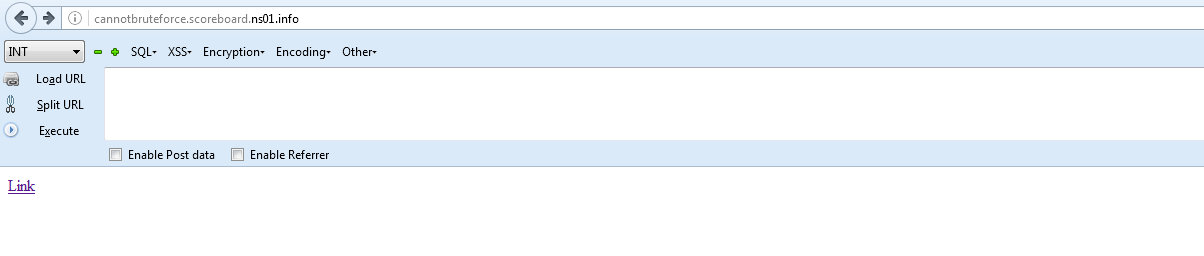 cannotbruteforce.scoreboard.ns01.info
INT SQL XSS Encryption Encoding Other
Load URL
Split URL
Execute
Enable Post data Enable Referrer
Link